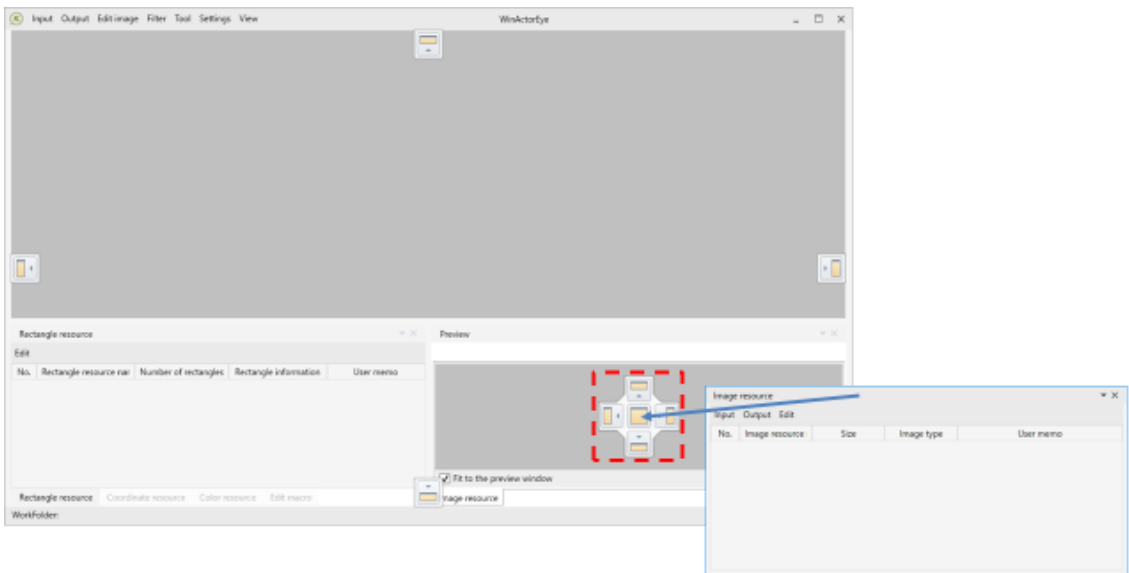 Input Output Edit image Filter Tool Settings View WinActorEye
Rectangle resource
Edit
No. Rectangle resource nar Number of rectangles Rectangle information User memo
Rectangle resource Coordinate resource Color resource Edit macro
WorkFolder:
Preview
Fit to the preview window
mage resource
Image resource
Input Output Edit
No. Image resource Size Image type User memo